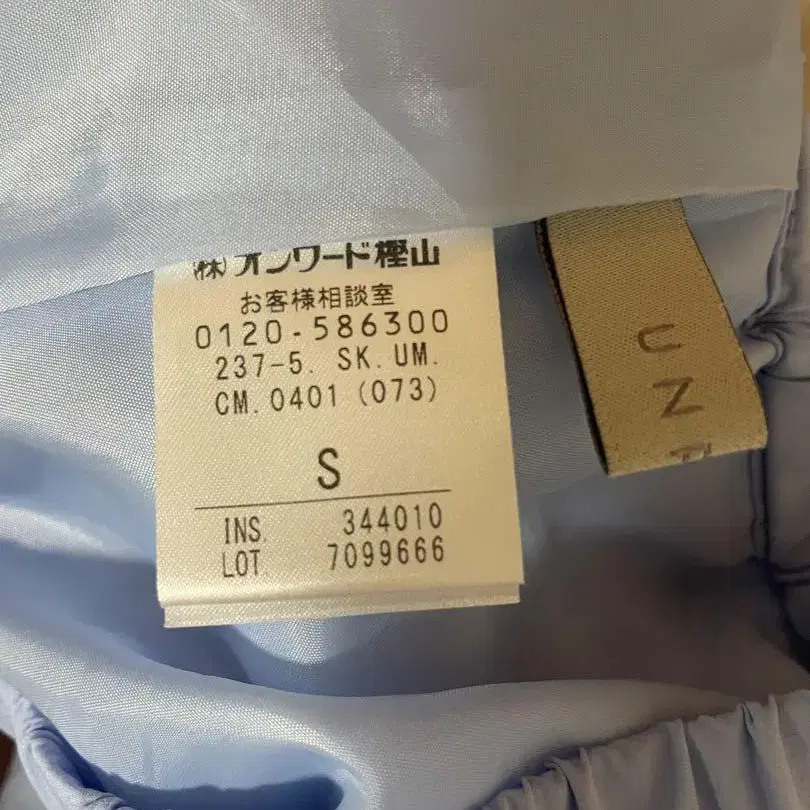 (株)オンワード樫山
お客様相談室
0120-586300
237-5. SK. UM.
CM. 0401 (073)
S
INS. 344010
LOT. 7099666
UN